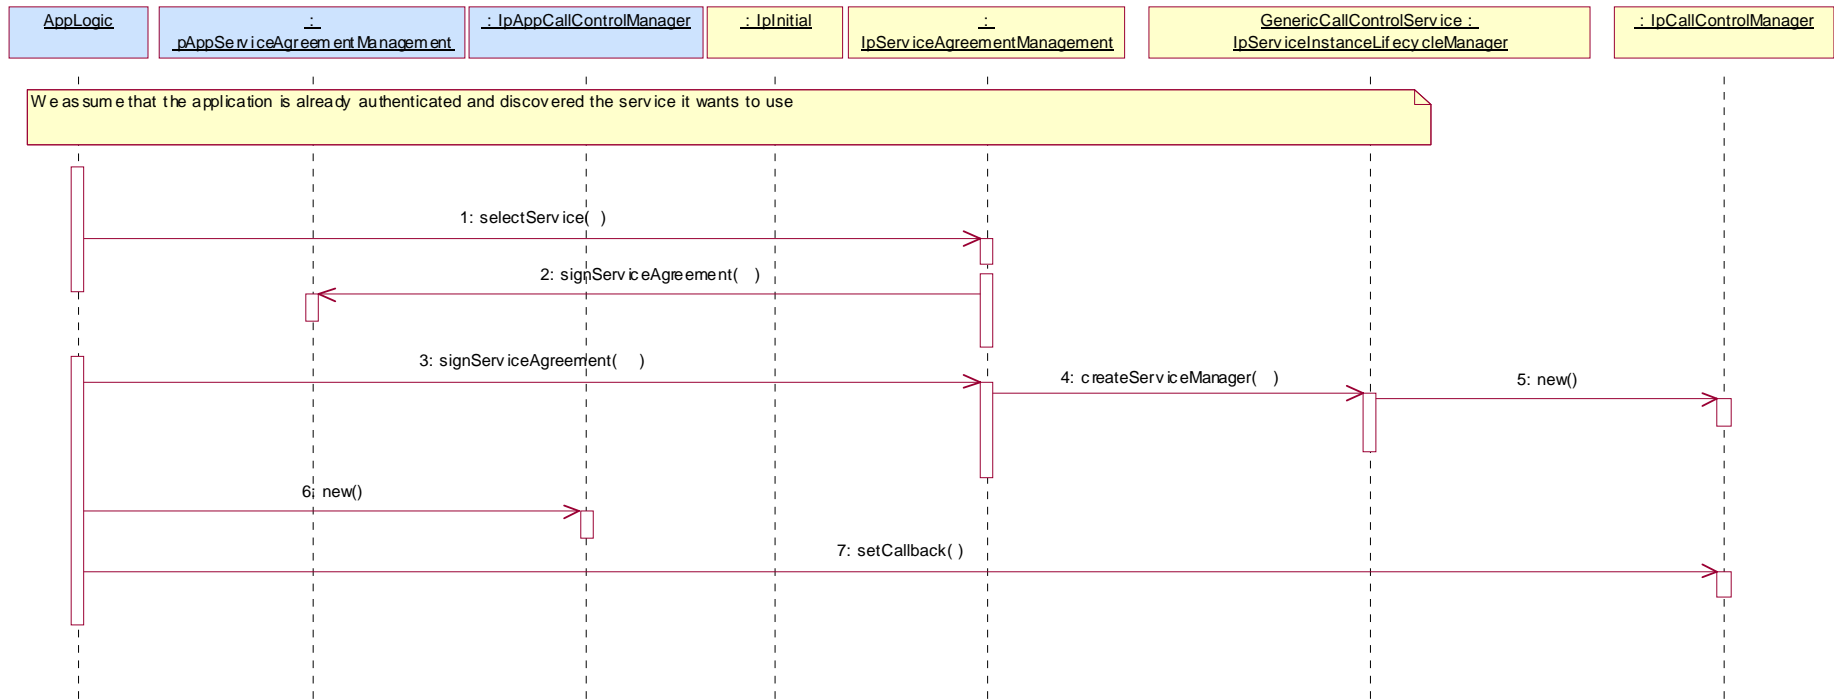 AppLogic
:
pAppServiceAgreementManagement
: IpAppCallControlManager
: IpInitial
:
IpServiceAgreementManagement
GenericCallControlService :
IpServiceInstanceLifecycleManager
: IpCallControlManager
We assume that the application is already authenticated and discovered the service it wants to use
1: selectService( )
2: signServiceAgreement( )
3: signServiceAgreement( )
4: createServiceManager( )
5: new()
6: new()
7: setCallback( )